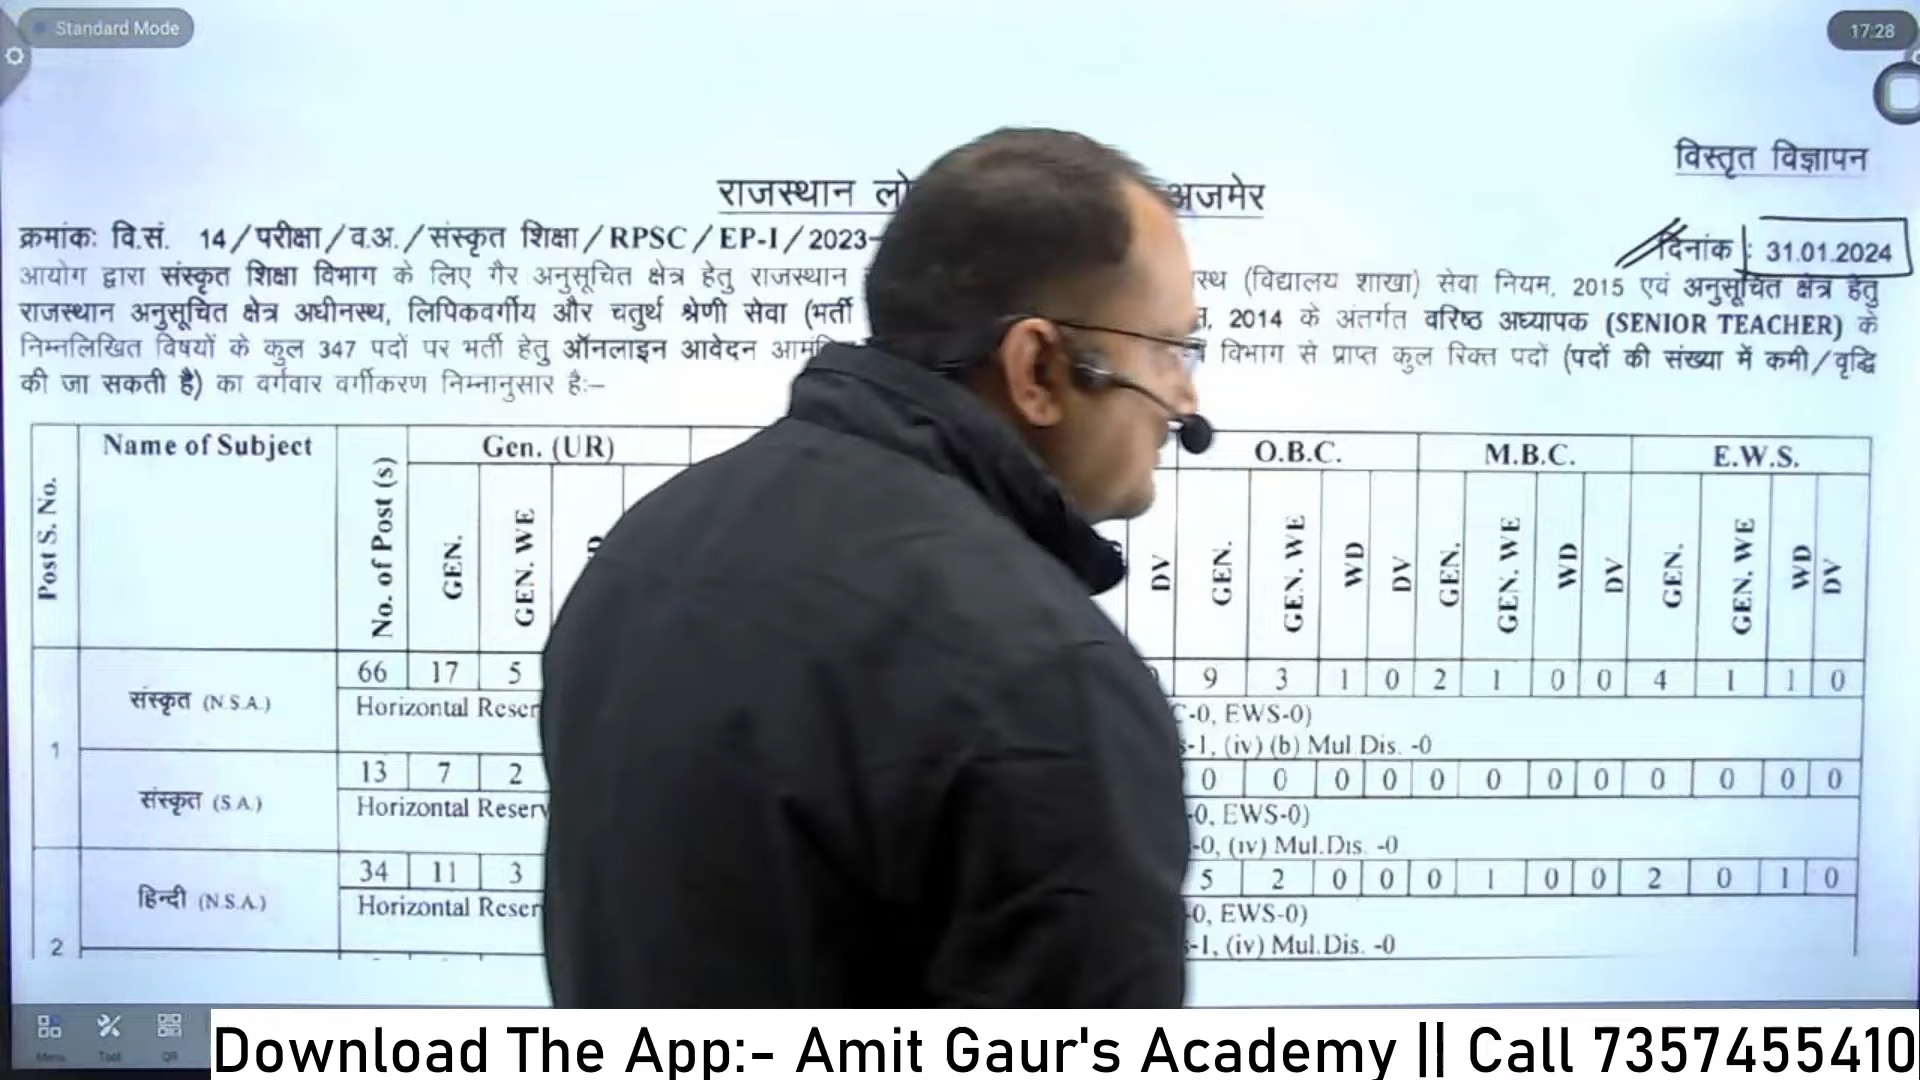 Standard Mode
17:28
विस्तृत विज्ञापन
राजस्थान अजमेर
क्रमांकः वि.सं. 14/परीक्षा/व.अ./संस्कृत शिक्षा/RPSC/EP-I/2023-
दिनांक : 31.01.2024
आयोग द्वारा संस्कृत शिक्षा विभाग के लिए गैर अनुसूचित क्षेत्र हेतु राजस्थान (विद्यालय शाखा) सेवा नियम, 2015 एवं अनुसूचित क्षेत्र हेतु
राजस्थान अनुसूचित क्षेत्र अधीनस्थ, लिपिकवर्गीय और चतुर्थ श्रेणी सेवा (भर्ती 2014 के अंतर्गत वरिष्ठ अध्यापक (SENIOR TEACHER) के
निम्नलिखित विषयों के कुल 347 पदों पर भर्ती हेतु ऑनलाइन आवेदन विभाग से प्राप्त कुल रिक्त पदों (पदों की संख्या में कमी/वृद्धि
की जा सकती है) का वर्गवार वर्गीकरण निम्नानुसार है:–
Post S. No. Name of Subject No. of Post (s) Gen. (UR) O.B.C. M.B.C. E.W.S.
GEN. GEN. WE DV GEN. GEN. WE WD DV GEN. GEN. WE WD DV GEN. GEN. WE WD DV
1
संस्कृत (N.S.A.) 66 17 5 9 3 1 0 2 1 0 0 4 1 1 0
Horizontal -0, EWS-0)
-1, (iv) (b) Mul Dis. -0
संस्कृत (S.A.) 13 7 2 0 0 0 0 0 0 0 0 0 0 0 0
Horizontal -0, EWS-0)
-0, (iv) Mul.Dis. -0
2
हिन्दी (N.S.A.) 34 11 3 5 2 0 0 0 1 0 0 2 0 1 0
Horizontal -0, EWS-0)
-1, (iv) Mul.Dis. -0
Menu Tool QR
Download The App:- Amit Gaur's Academy || Call 7357455410